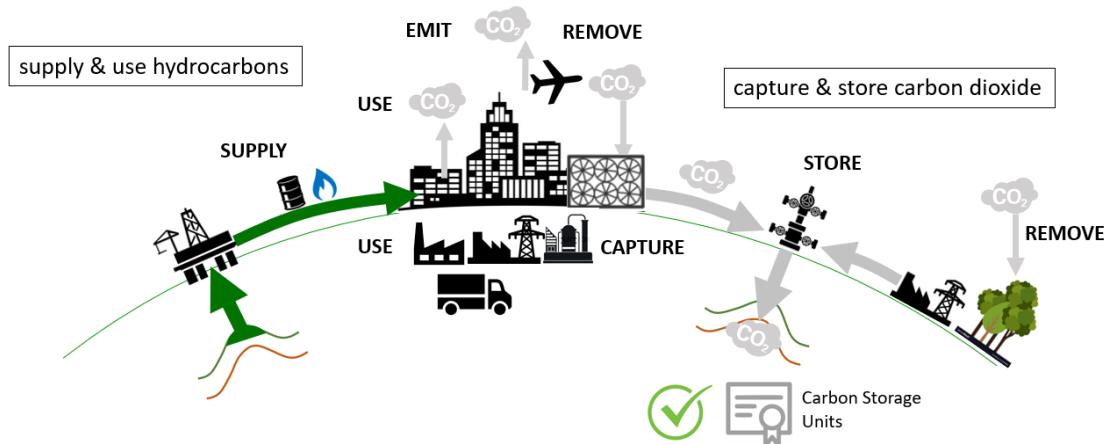 EMIT
CO2
REMOVE
supply & use hydrocarbons
USE
CO2
CO2
capture & store carbon dioxide
SUPPLY
CO2
STORE
CO2
REMOVE
USE
CAPTURE
CO2
Carbon Storage
Units